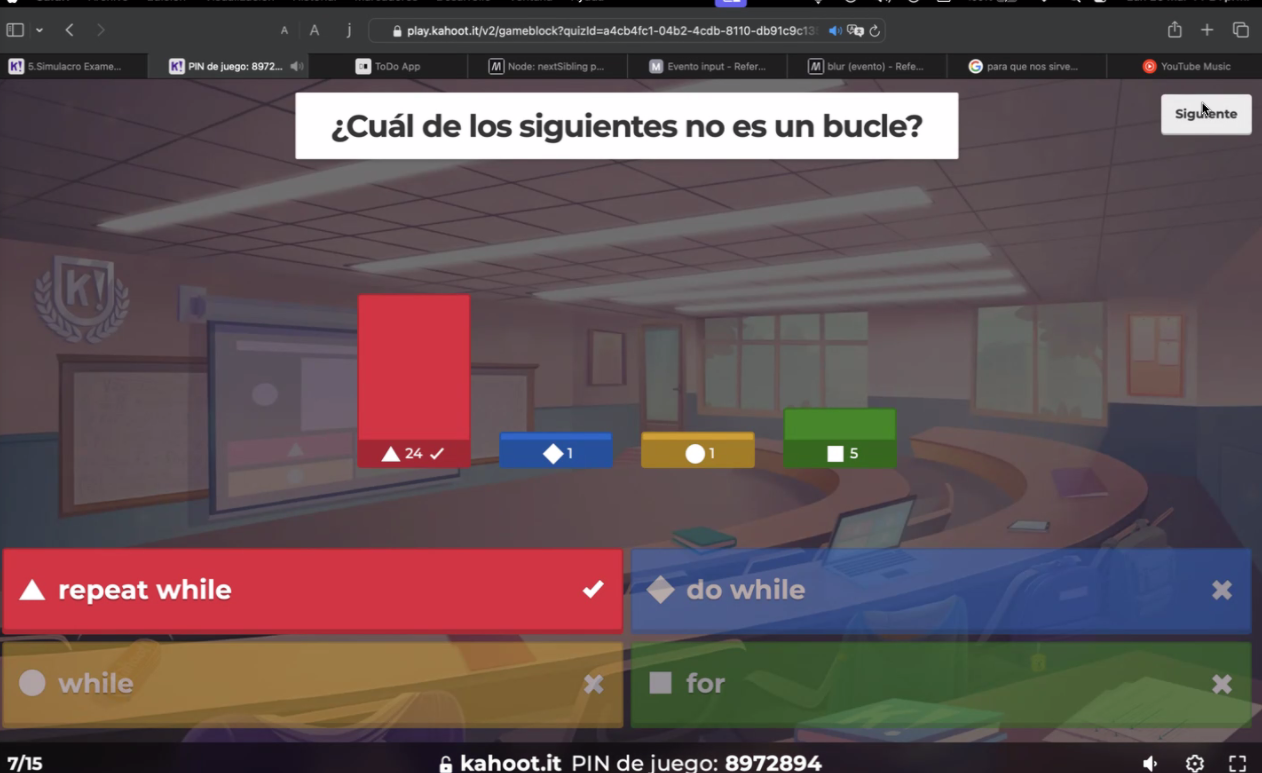 A A j play.kahoot.it/v2/gameblock?quizId=a4cb4fc1-04b2-4cdb-8110-db91c9c13
K! 5.Simulacro Exame... K! PIN de juego: 8972... ToDo App Node: nextSibling p... M Evento input - Refer... blur (evento) - Refe... G para que nos sirve... YouTube Music
¿Cuál de los siguientes no es un bucle?
Siguiente
K!
24 1 1 5
repeat while
do while
while
for
7/15
kahoot.it PIN de juego: 8972894